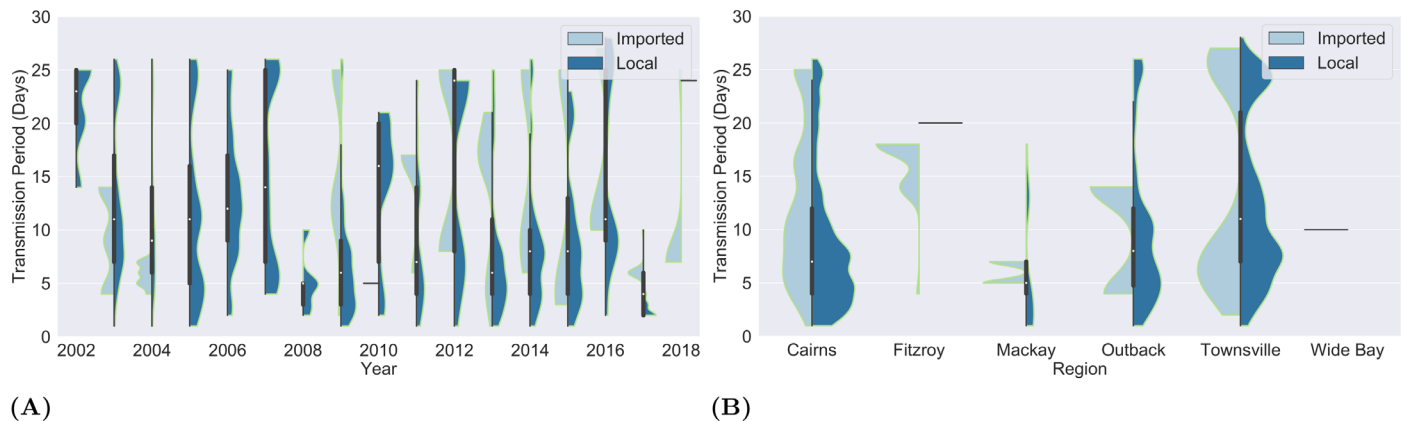 30
25
20
15
10
5
0
Transmission Period (Days)
Imported
Local
2002 2004 2006 2008 2010 2012 2014 2016 2018
Year
(A)
30
25
20
15
10
5
0
Transmission Period (Days)
Imported
Local
Cairns Fitzroy Mackay Outback Townsville Wide Bay
Region
(B)